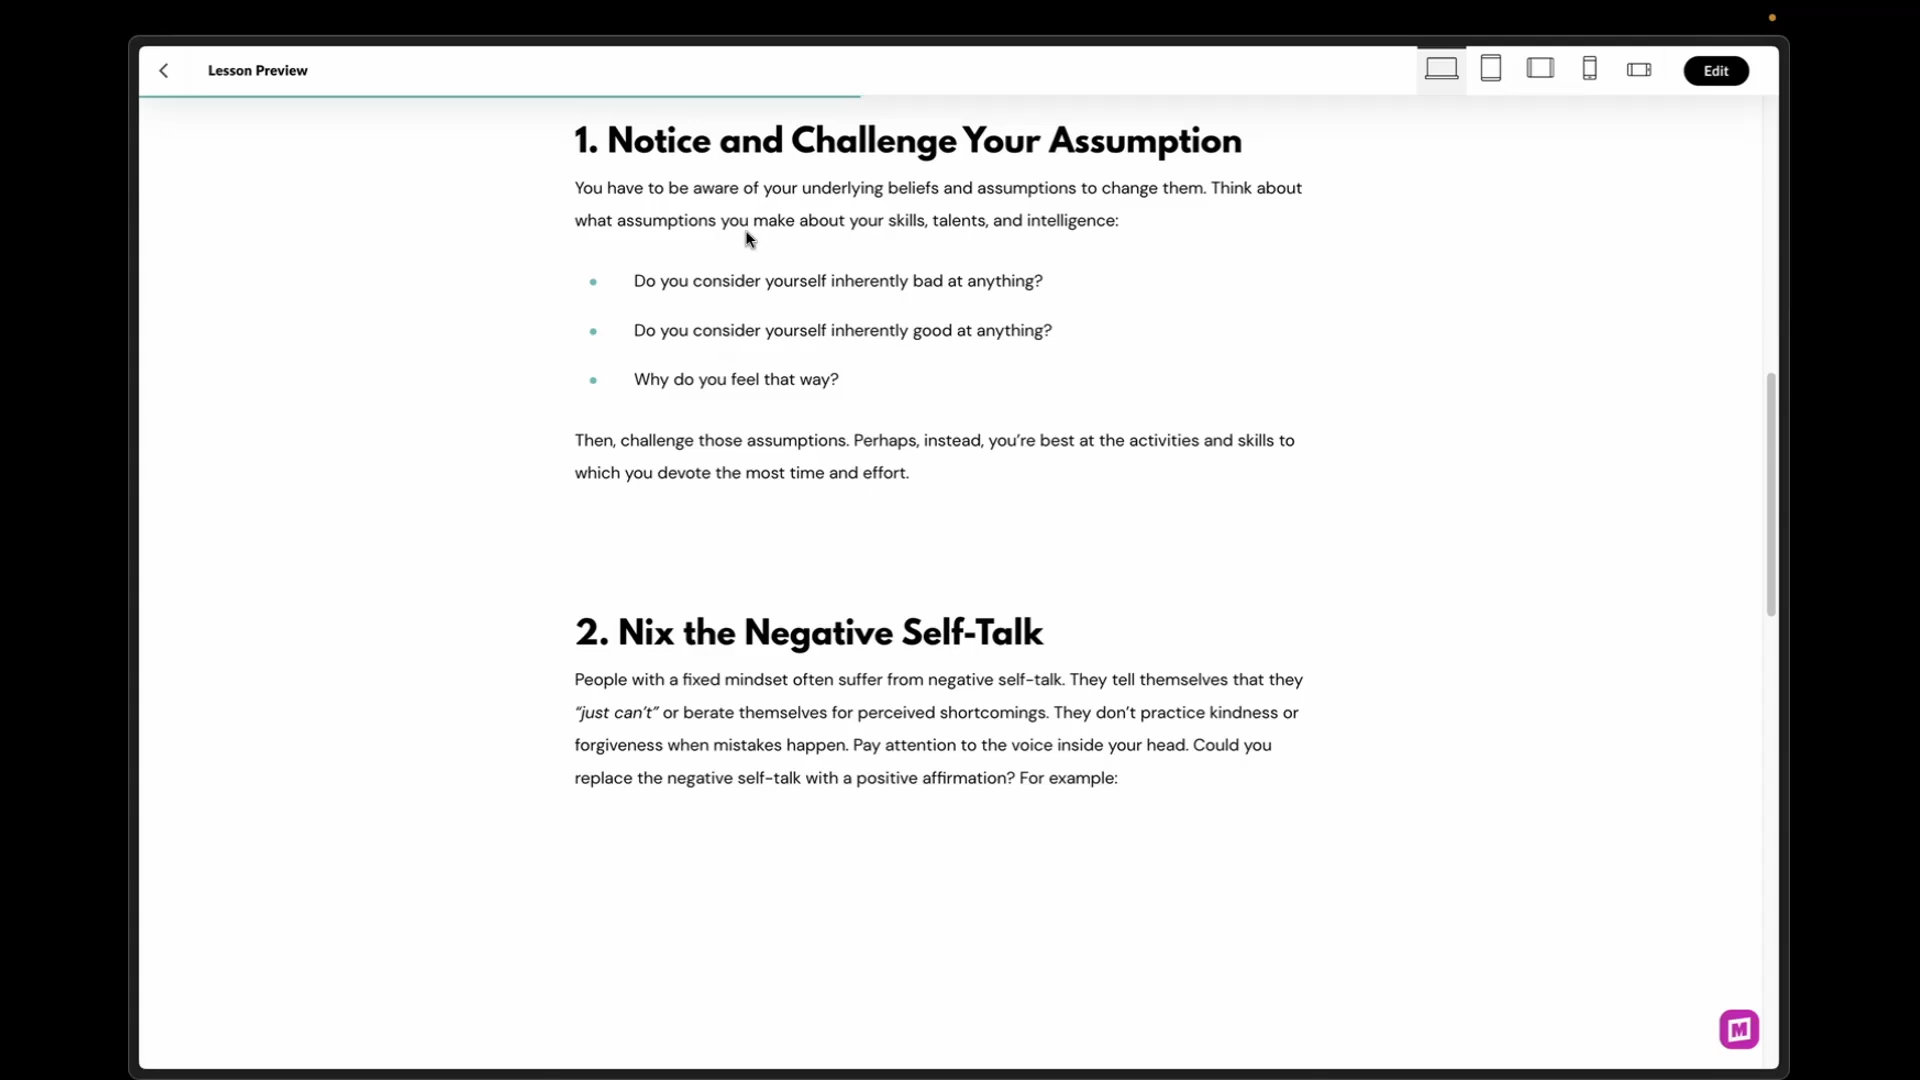 Lesson Preview
Edit
1. Notice and Challenge Your Assumption
You have to be aware of your underlying beliefs and assumptions to change them. Think about
what assumptions you make about your skills, talents, and intelligence:
• Do you consider yourself inherently bad at anything?
• Do you consider yourself inherently good at anything?
• Why do you feel that way?
Then, challenge those assumptions. Perhaps, instead, you’re best at the activities and skills to
which you devote the most time and effort.
2. Nix the Negative Self-Talk
People with a fixed mindset often suffer from negative self-talk. They tell themselves that they
“just can’t” or berate themselves for perceived shortcomings. They don’t practice kindness or
forgiveness when mistakes happen. Pay attention to the voice inside your head. Could you
replace the negative self-talk with a positive affirmation? For example:
M